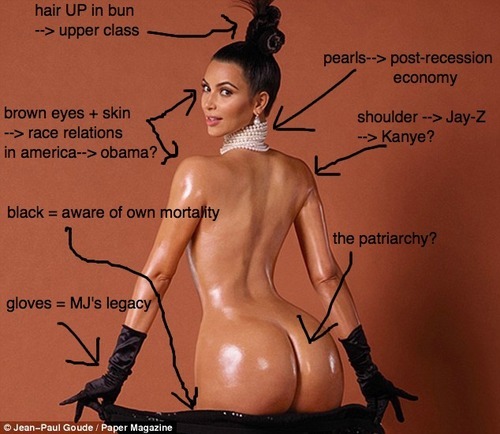 hair UP in bun
--> upper class
pearls--> post-recession
economy
brown eyes + skin
--> race relations
in america--> obama?
shoulder --> Jay-Z
--> Kanye?
black = aware of own mortality
the patriarchy?
gloves = MJ's legacy
© Jean-Paul Goude / Paper Magazine